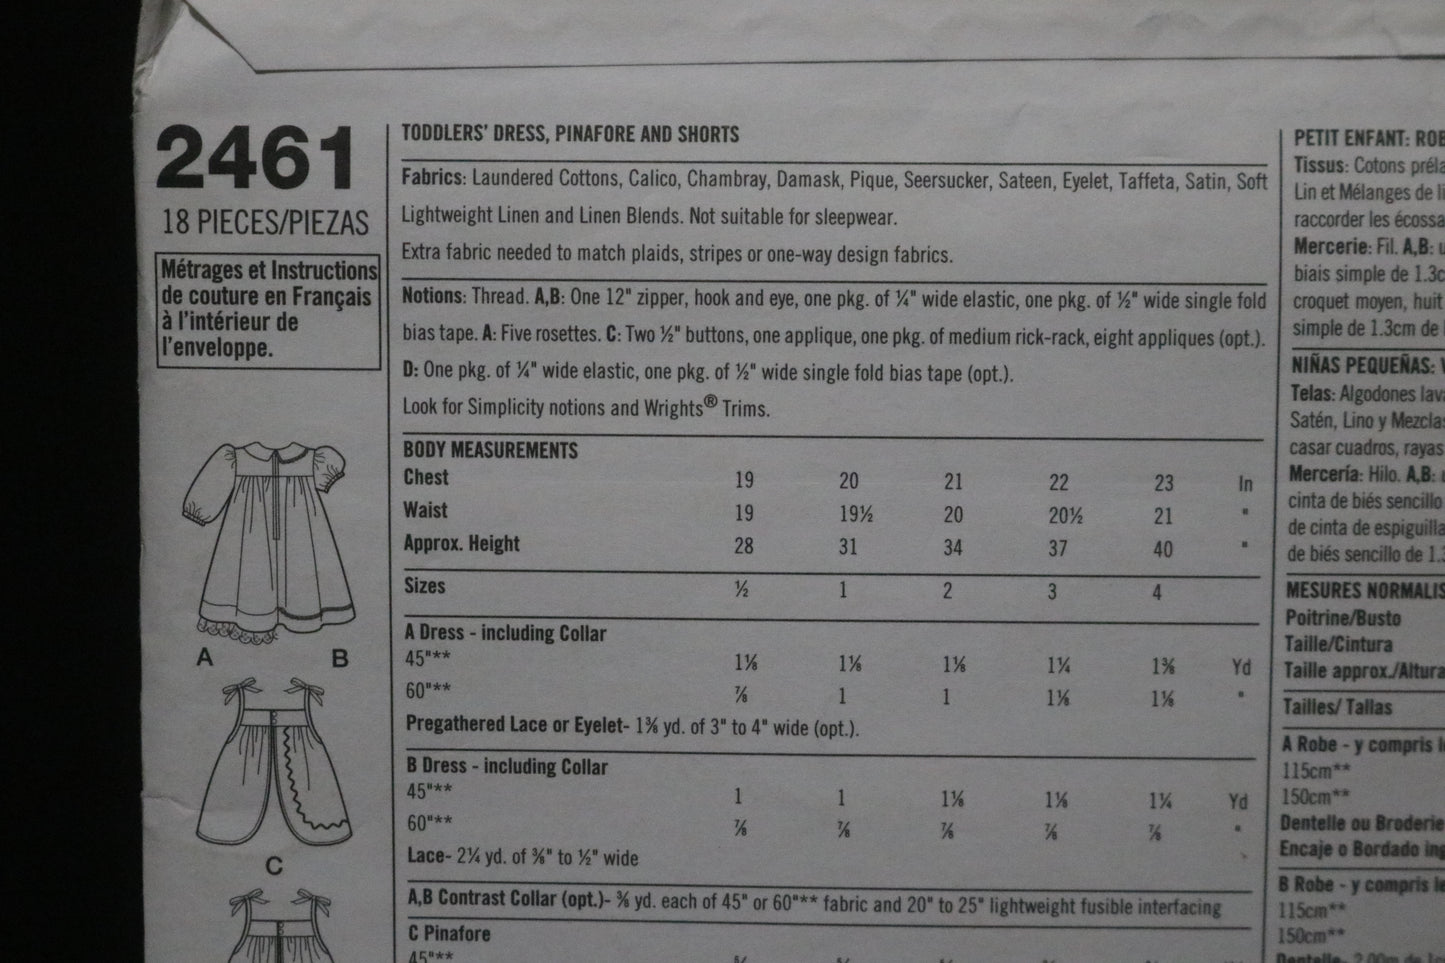 2461
18 PIECES/PIEZAS
Métrages et Instructions
de couture en Français
à l'intérieur de
l'enveloppe.
A B
C
TODDLERS' DRESS, PINAFORE AND SHORTS
Fabrics: Laundered Cottons, Calico, Chambray, Damask, Pique, Seersucker, Sateen, Eyelet, Taffeta, Satin, Soft
Lightweight Linen and Linen Blends. Not suitable for sleepwear.
Extra fabric needed to match plaids, stripes or one-way design fabrics.
Notions: Thread. A,B: One 12" zipper, hook and eye, one pkg. of ¼" wide elastic, one pkg. of ½" wide single fold
bias tape. A: Five rosettes. C: Two ½" buttons, one applique, one pkg. of medium rick-rack, eight appliques (opt.).
D: One pkg. of ¼" wide elastic, one pkg. of ½" wide single fold bias tape (opt.).
Look for Simplicity notions and Wrights® Trims.
BODY MEASUREMENTS
Chest 19 20 21 22 23 In
Waist 19 19½ 20 20½ 21 "
Approx. Height 28 31 34 37 40 "
Sizes ½ 1 2 3 4
A Dress - including Collar
45"** 1⅛ 1⅛ 1⅛ 1¼ 1⅜ Yd
60"** ⅞ 1 1 1⅛ 1⅛ "
Pregathered Lace or Eyelet- 1⅜ yd. of 3" to 4" wide (opt.).
B Dress - including Collar
45"** 1 1 1⅛ 1⅛ 1¼ Yd
60"** ⅞ ⅞ ⅞ ⅞ ⅞ "
Lace- 2¼ yd. of ⅜" to ½" wide
A,B Contrast Collar (opt.)- ⅜ yd. each of 45" or 60"** fabric and 20" to 25" lightweight fusible interfacing
C Pinafore
45"**
PETIT ENFANT: ROB
Tissus: Cotons préla
Lin et Mélanges de li
raccorder les écossa
Mercerie: Fil. A,B: u
biais simple de 1.3c
croquet moyen, huit
simple de 1.3cm de
NIÑAS PEQUEÑAS: V
Telas: Algodones lava
Satén, Lino y Mezclas
casar cuadros, rayas
Mercería: Hilo. A,B:
cinta de biés sencillo
de cinta de espiguilla
de biés sencillo de 1.3
MESURES NORMALIS
Poitrine/Busto
Taille/Cintura
Taille approx./Altura
Tailles/ Tallas
A Robe - y compris le
115cm**
150cm**
Dentelle ou Broderie
Encaje o Bordado ing
B Robe - y compris le
115cm**
150cm**
Dentelle- 2.00m de